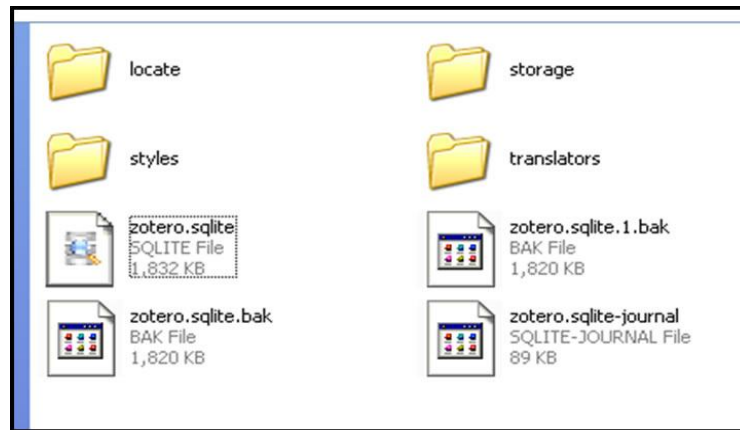 locate
storage
styles
translators
zotero.sqlite
SQLITE File
1,832 KB
zotero.sqlite.1.bak
BAK File
1,820 KB
zotero.sqlite.bak
BAK File
1,820 KB
zotero.sqlite-journal
SQLITE-JOURNAL File
89 KB